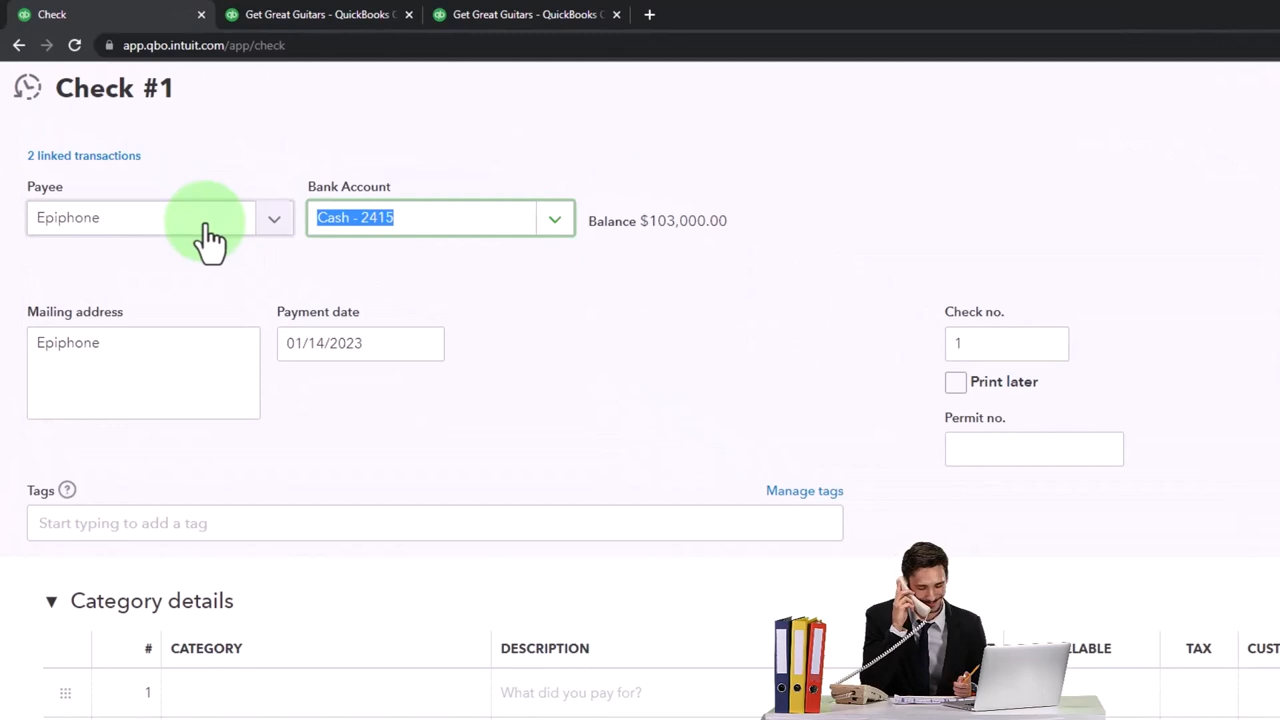 Check
Get Great Guitars - QuickBooks C
Get Great Guitars - QuickBooks C
app.qbo.intuit.com/app/check
Check #1
2 linked transactions
Payee
Bank Account
Epiphone
Cash - 2415
Balance $103,000.00
Mailing address
Payment date
Check no.
Epiphone
01/14/2023
1
Print later
Permit no.
Tags ?
Manage tags
Start typing to add a tag
Category details
# CATEGORY DESCRIPTION LABLE TAX CUST
1 What did you pay for?